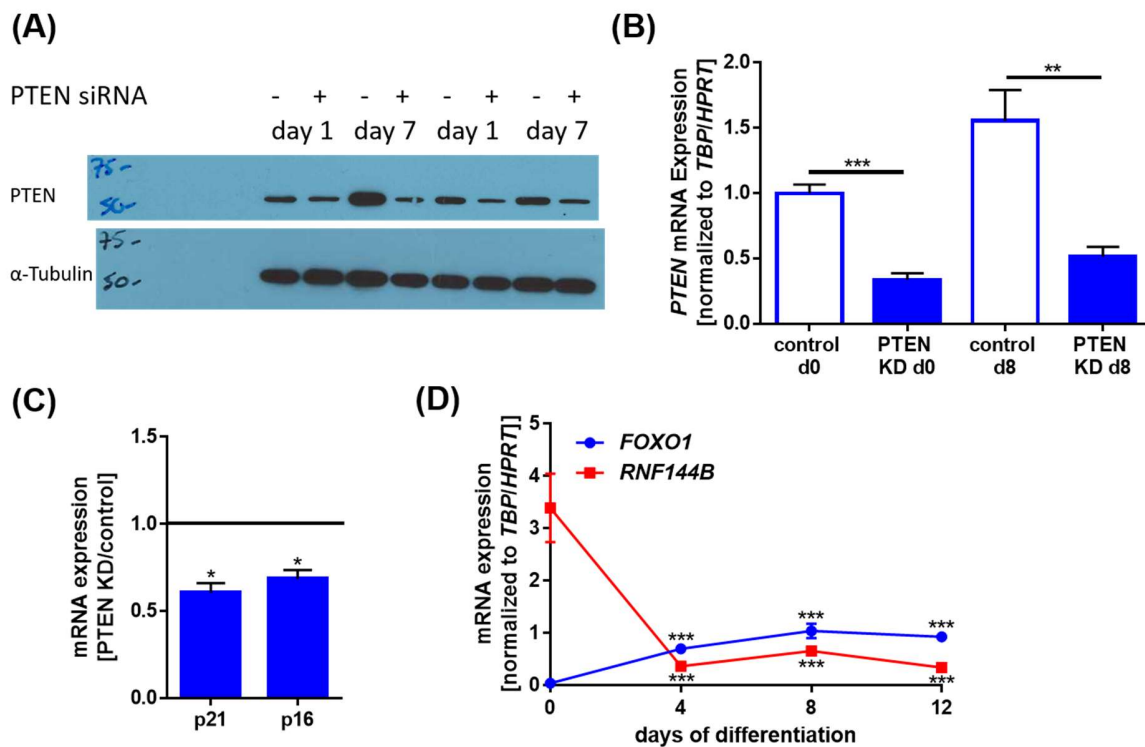 (A)
PTEN siRNA - + - + - + - +
day 1 day 7 day 1 day 7
PTEN
75-
50-
α-Tubulin
75-
50-
(B)
PTEN mRNA Expression
[normalized to TBP/HPRT]
2.0
1.5
1.0
0.5
0.0
***
**
control
d0
PTEN
KD d0
control
d8
PTEN
KD d8
(C)
mRNA expression
[PTEN KD/control]
1.5
1.0
0.5
0.0
*
*
p21
p16
(D)
mRNA expression
[normalized to TBP/HPRT]]
5
4
3
2
1
0
FOXO1
RNF144B
***
***
***
***
***
***
0 4 8 12
days of differentiation